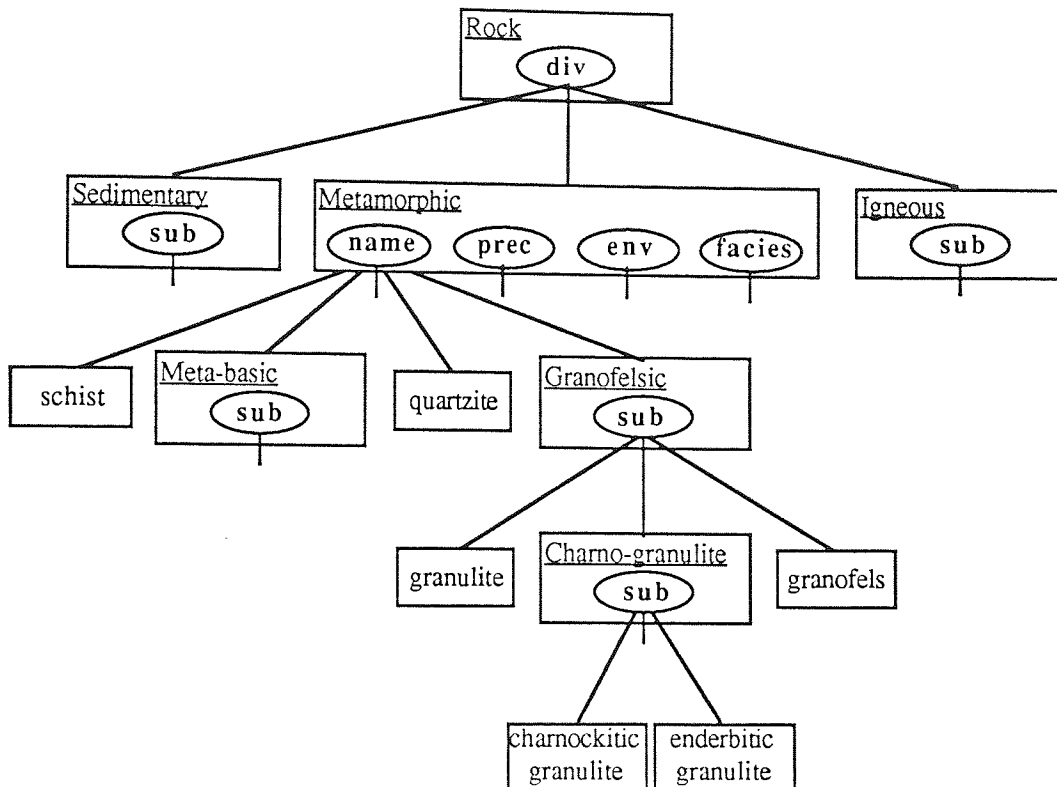 Rock
div
Sedimentary
sub
Metamorphic
name
prec
env
facies
Igneous
sub
schist
Meta-basic
sub
quartzite
Granofelsic
sub
granulite
Charno-granulite
sub
granofels
charnockitic
granulite
enderbitic
granulite